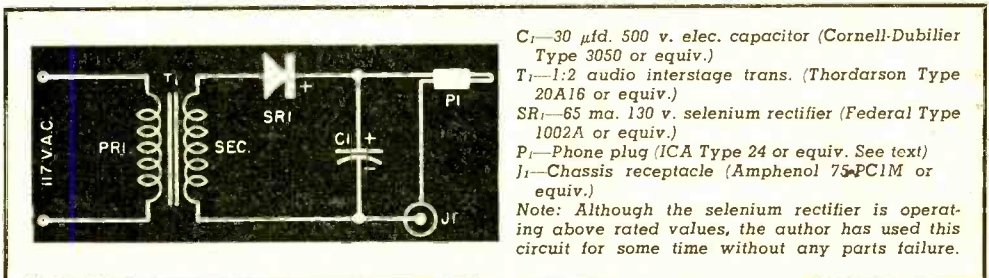 117 V.A.C.
PRI.
T1
SEC.
SR1
+
C1
+
-
P1
J1
C1—30 µfd. 500 v. elec. capacitor (Cornell-Dubilier
Type 3050 or equiv.)
T1—1:2 audio interstage trans. (Thordarson Type
20A16 or equiv.)
SR1—65 ma. 130 v. selenium rectifier (Federal Type
1002A or equiv.)
P1—Phone plug (ICA Type 24 or equiv. See text)
J1—Chassis receptacle (Amphenol 75-PC1M or
equiv.)
Note: Although the selenium rectifier is operat-
ing above rated values, the author has used this
circuit for some time without any parts failure.